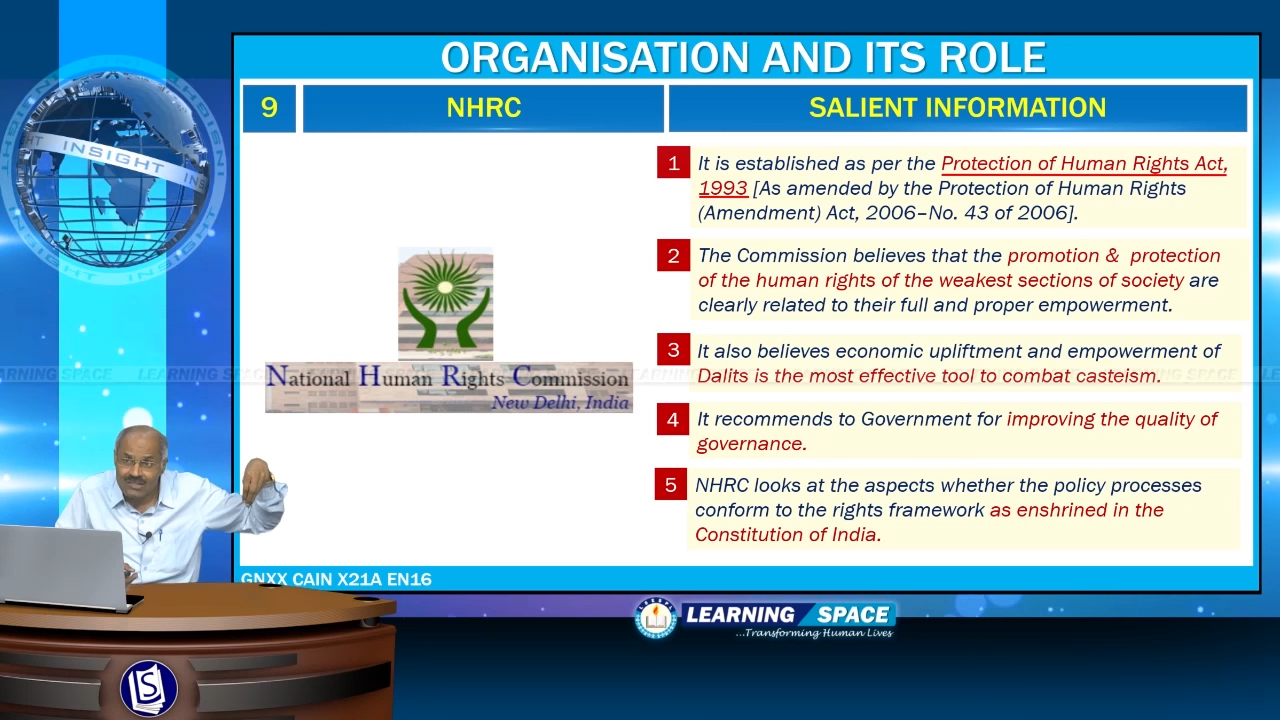 ORGANISATION AND ITS ROLE
9
NHRC
SALIENT INFORMATION
1
It is established as per the Protection of Human Rights Act,
1993 [As amended by the Protection of Human Rights
(Amendment) Act, 2006–No. 43 of 2006].
2
The Commission believes that the promotion & protection
of the human rights of the weakest sections of society are
clearly related to their full and proper empowerment.
3
It also believes economic upliftment and empowerment of
Dalits is the most effective tool to combat casteism.
4
It recommends to Government for improving the quality of
governance.
5
NHRC looks at the aspects whether the policy processes
conform to the rights framework as enshrined in the
Constitution of India.
National Human Rights Commission
New Delhi, India
INSIGHT
GNXX CAIN X21A EN16
LEARNING SPACE
...Transforming Human Lives
LS